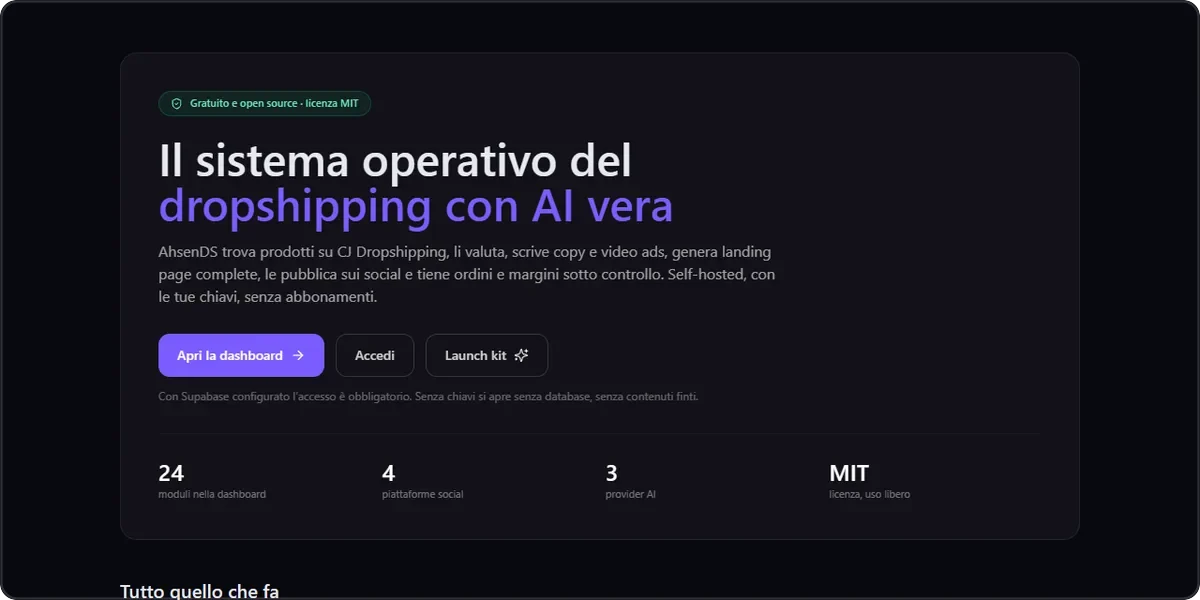 Gratuito e open source · licenza MIT
Il sistema operativo del
dropshipping con AI vera
AhsenDS trova prodotti su CJ Dropshipping, li valuta, scrive copy e video ads, genera landing
page complete, le pubblica sui social e tiene ordini e margini sotto controllo. Self-hosted, con
le tue chiavi, senza abbonamenti.
Apri la dashboard
Accedi
Launch kit
Con Supabase configurato l'accesso è obbligatorio. Senza chiavi si apre senza database, senza contenuti finti.
24
moduli nella dashboard
4
piattaforme social
3
provider AI
MIT
licenza, uso libero
Tutto quello che fa